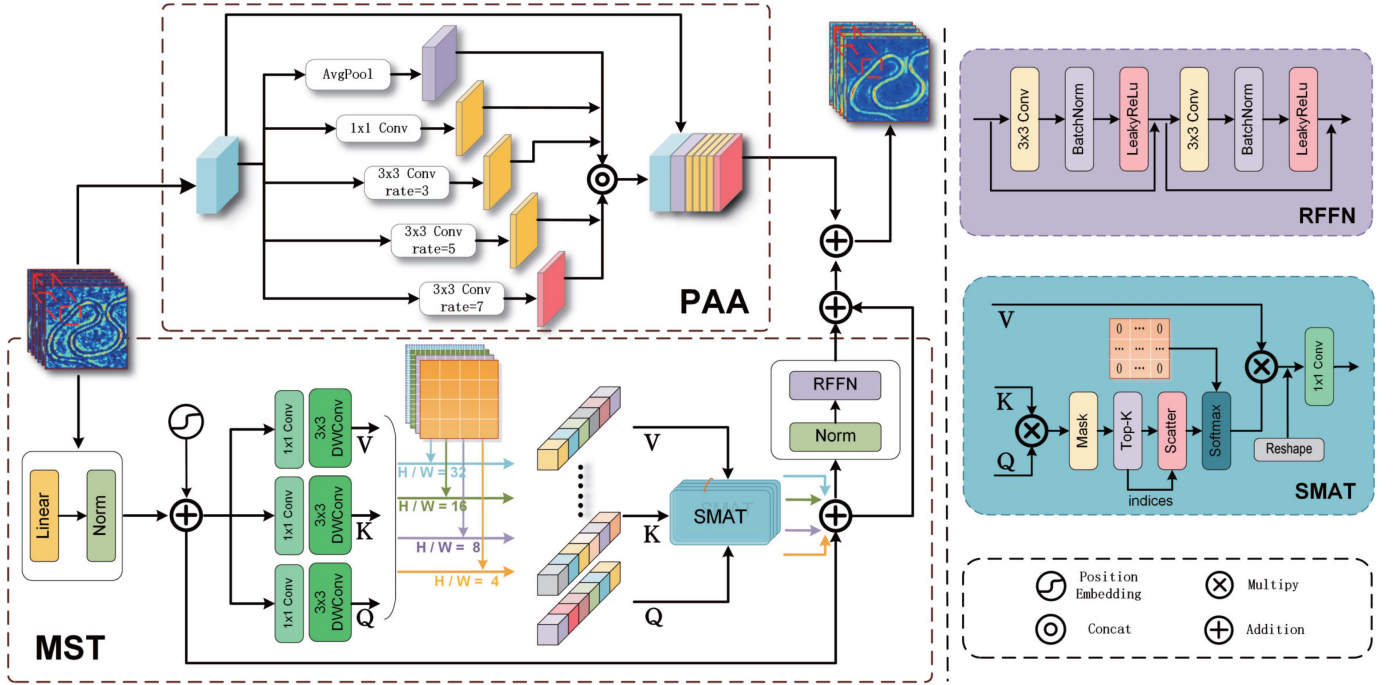 AvgPool
1x1 Conv
3x3 Conv
rate=3
3x3 Conv
rate=5
3x3 Conv
rate=7
PAA
Linear
Norm
1x1 Conv
3x3
DWConv
V
1x1 Conv
3x3
DWConv
K
1x1 Conv
3x3
DWConv
Q
H / W = 32
H / W = 16
H / W = 8
H / W = 4
V
K
Q
SMAT
RFFN
Norm
MST
3x3 Conv
BatchNorm
LeakyReLu
3x3 Conv
BatchNorm
LeakyReLu
RFFN
V
K
Q
0 ... 0
... ... ...
0 ... 0
Mask
Top-K
Scatter
Softmax
1x1 Conv
Reshape
indices
SMAT
Position
Embedding
Multipy
Concat
Addition